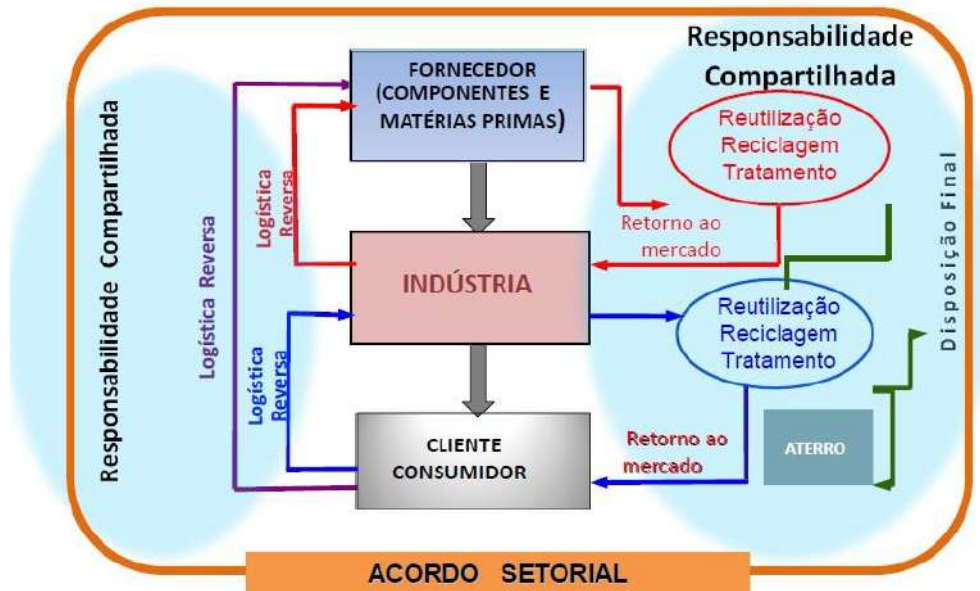 Responsabilidade
Compartilhada
FORNECEDOR
(COMPONENTES E
MATÉRIAS PRIMAS)
Reutilização
Reciclagem
Tratamento
Responsabilidade Compartilhada
Logística Reversa
Logística
Reversa
Retorno ao
mercado
Disposição Final
INDÚSTRIA
Reutilização
Reciclagem
Tratamento
Logística
Reversa
CLIENTE
CONSUMIDOR
Retorno ao
mercado
ATERRO
ACORDO SETORIAL